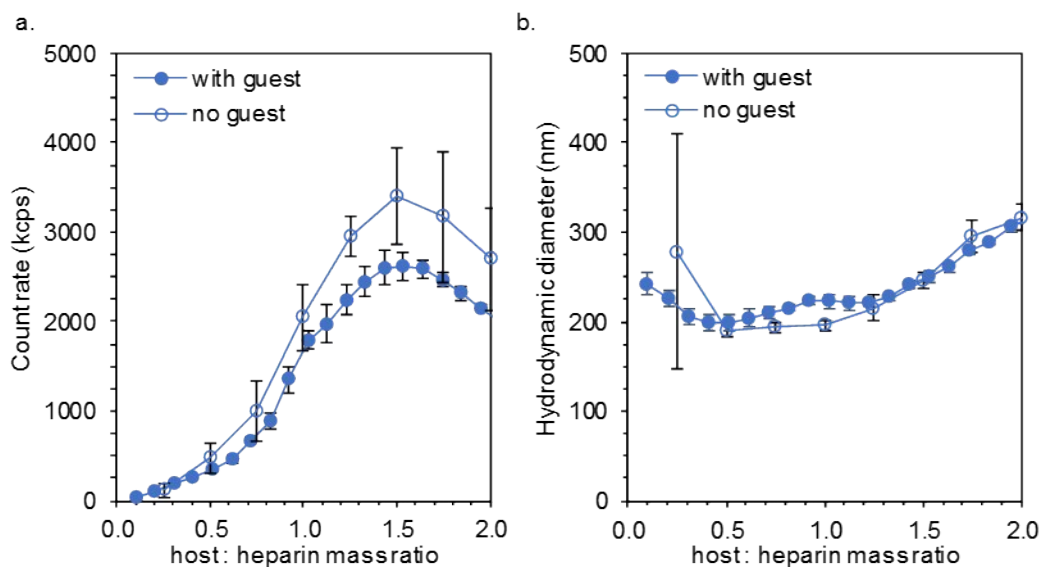 a.
5000
4000
3000
2000
1000
0
Count rate (kcps)
with guest
no guest
0.0 0.5 1.0 1.5 2.0
host : heparin mass ratio
b.
500
400
300
200
100
0
Hydrodynamic diameter (nm)
with guest
no guest
0.0 0.5 1.0 1.5 2.0
host : heparin mass ratio